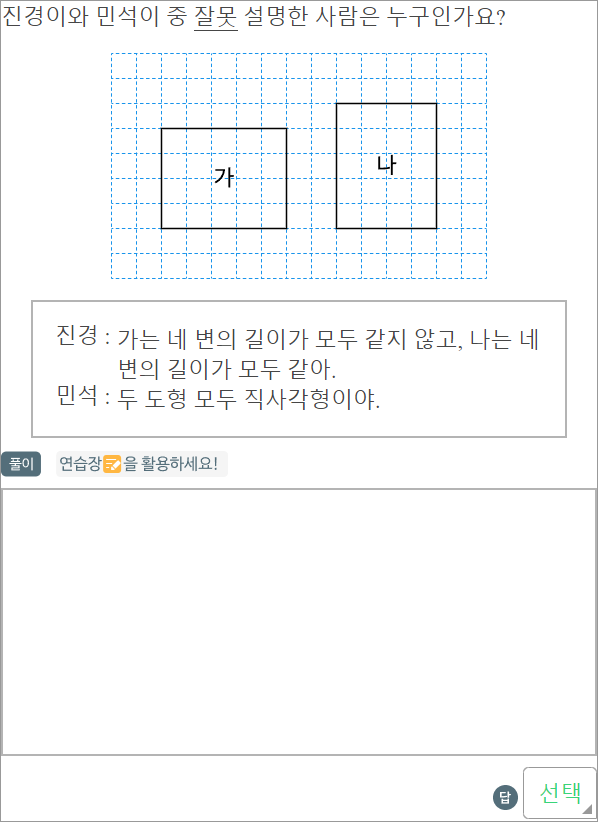 진경이와 민석이 중 잘못 설명한 사람은 누구인가요?
가
나
진경 : 가는 네 변의 길이가 모두 같지 않고, 나는 네
변의 길이가 모두 같아.
민석 : 두 도형 모두 직사각형이야.
풀이 연습장을 활용하세요!
답 선택